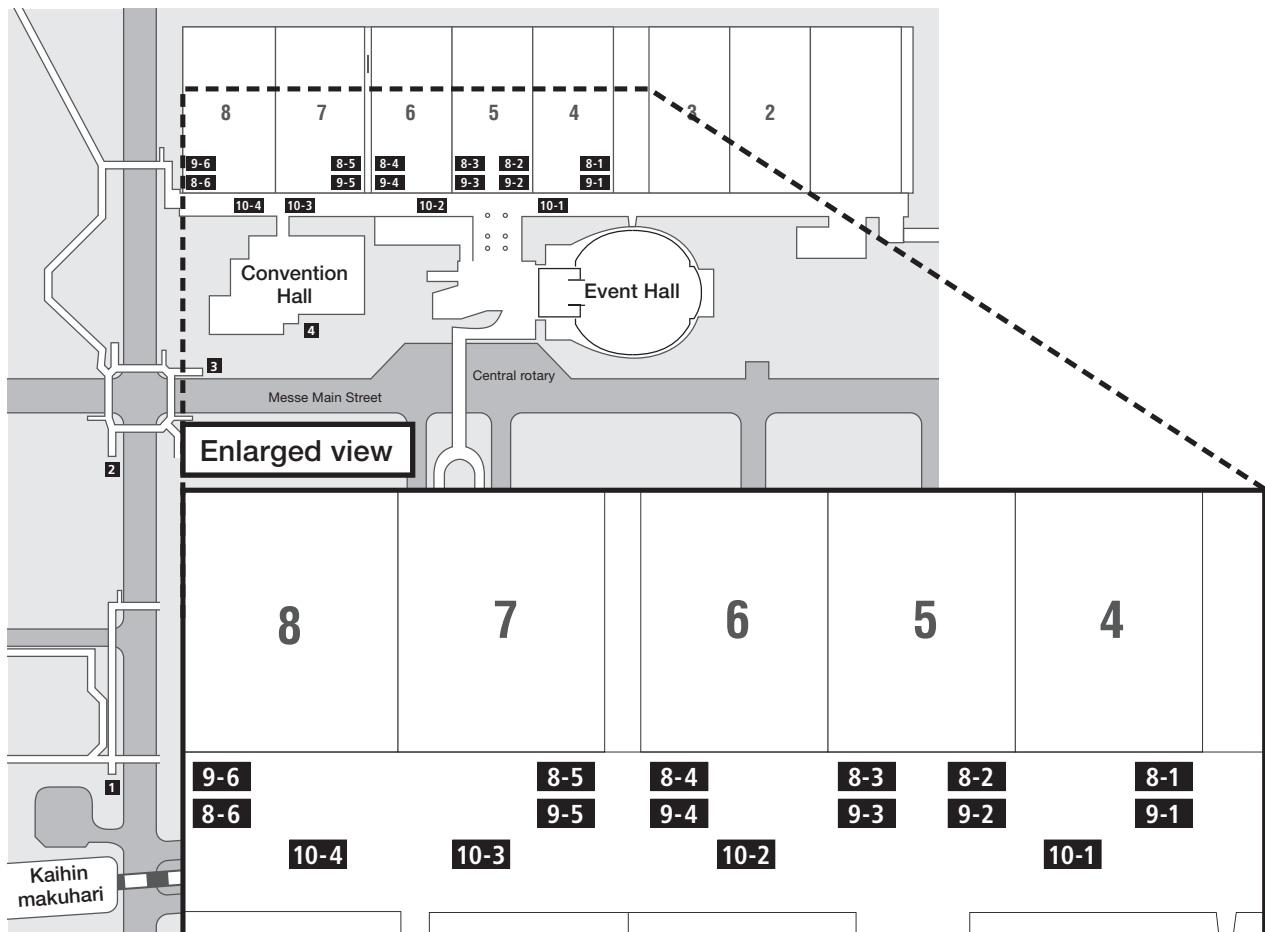 8 7 6 5 4 3 2
9-6 8-5 8-4 8-3 8-2 8-1
8-6 9-5 9-4 9-3 9-2 9-1
10-4 10-3 10-2 10-1
Convention
Hall
Event Hall
4
3
Central rotary
Messe Main Street
Enlarged view
2
8 7 6 5 4
9-6 8-5 8-4 8-3 8-2 8-1
8-6 9-5 9-4 9-3 9-2 9-1
10-4 10-3 10-2 10-1
1
Kaihin
makuhari